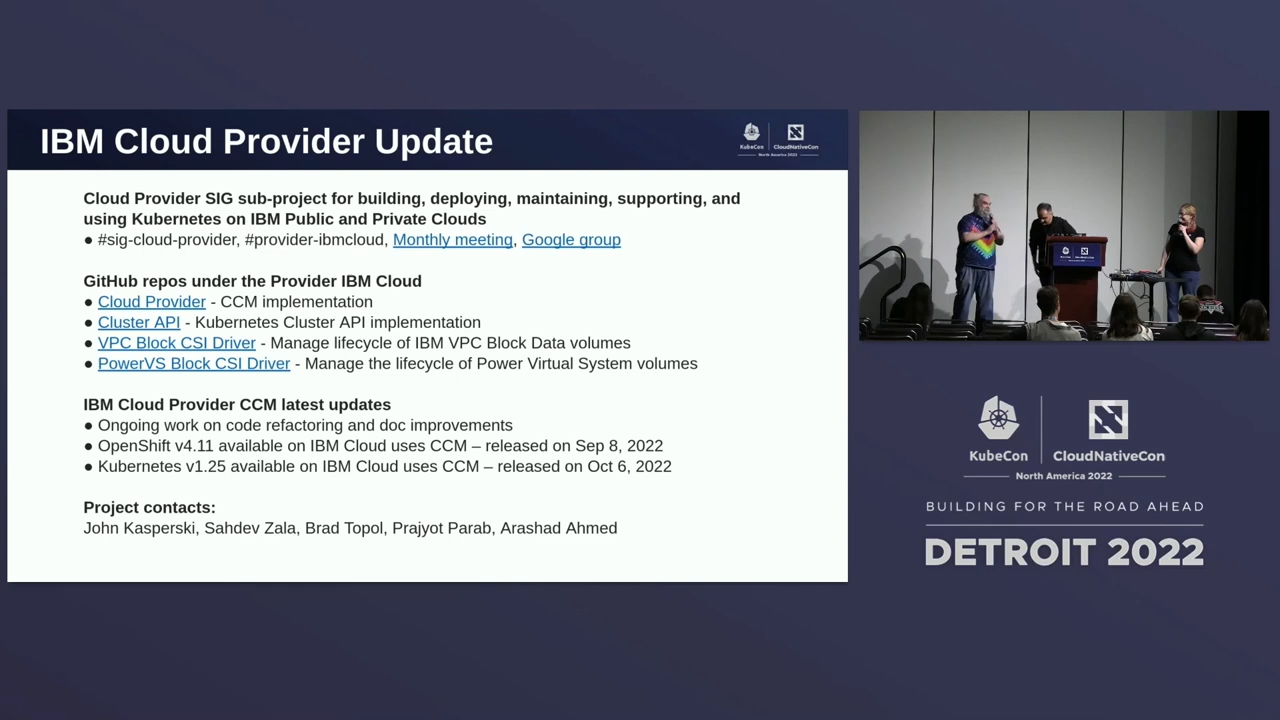 IBM Cloud Provider Update
KubeCon
CloudNativeCon
North America 2022
Cloud Provider SIG sub-project for building, deploying, maintaining, supporting, and
using Kubernetes on IBM Public and Private Clouds
● #sig-cloud-provider, #provider-ibmcloud, Monthly meeting, Google group
GitHub repos under the Provider IBM Cloud
● Cloud Provider - CCM implementation
● Cluster API - Kubernetes Cluster API implementation
● VPC Block CSI Driver - Manage lifecycle of IBM VPC Block Data volumes
● PowerVS Block CSI Driver - Manage the lifecycle of Power Virtual System volumes
IBM Cloud Provider CCM latest updates
● Ongoing work on code refactoring and doc improvements
● OpenShift v4.11 available on IBM Cloud uses CCM – released on Sep 8, 2022
● Kubernetes v1.25 available on IBM Cloud uses CCM – released on Oct 6, 2022
Project contacts:
John Kasperski, Sahdev Zala, Brad Topol, Prajyot Parab, Arashad Ahmed
KubeCon
CloudNativeCon
North America 2022
BUILDING FOR THE ROAD AHEAD
DETROIT 2022